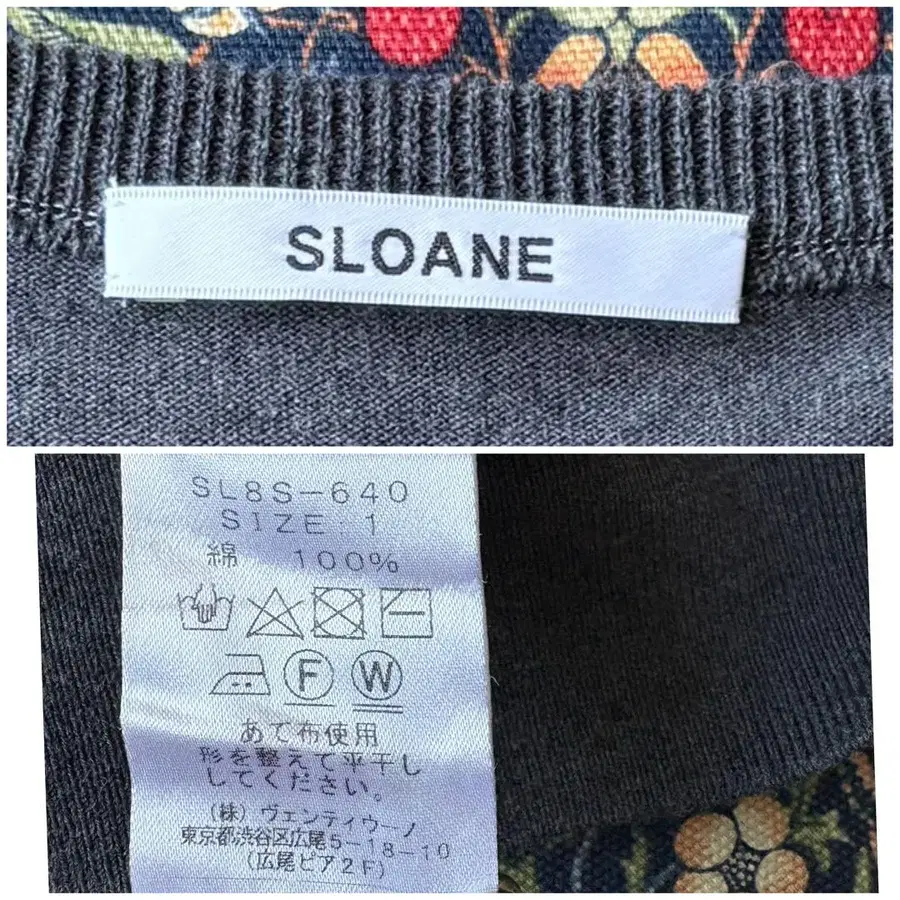 SLOANE
SL8S-640
SIZE:1
綿 100%
F W
あて布使用
形を整えて平干し
してください。
(株)ヴェンティウーノ
東京都渋谷区広尾5-18-10
(広尾ピア2F)